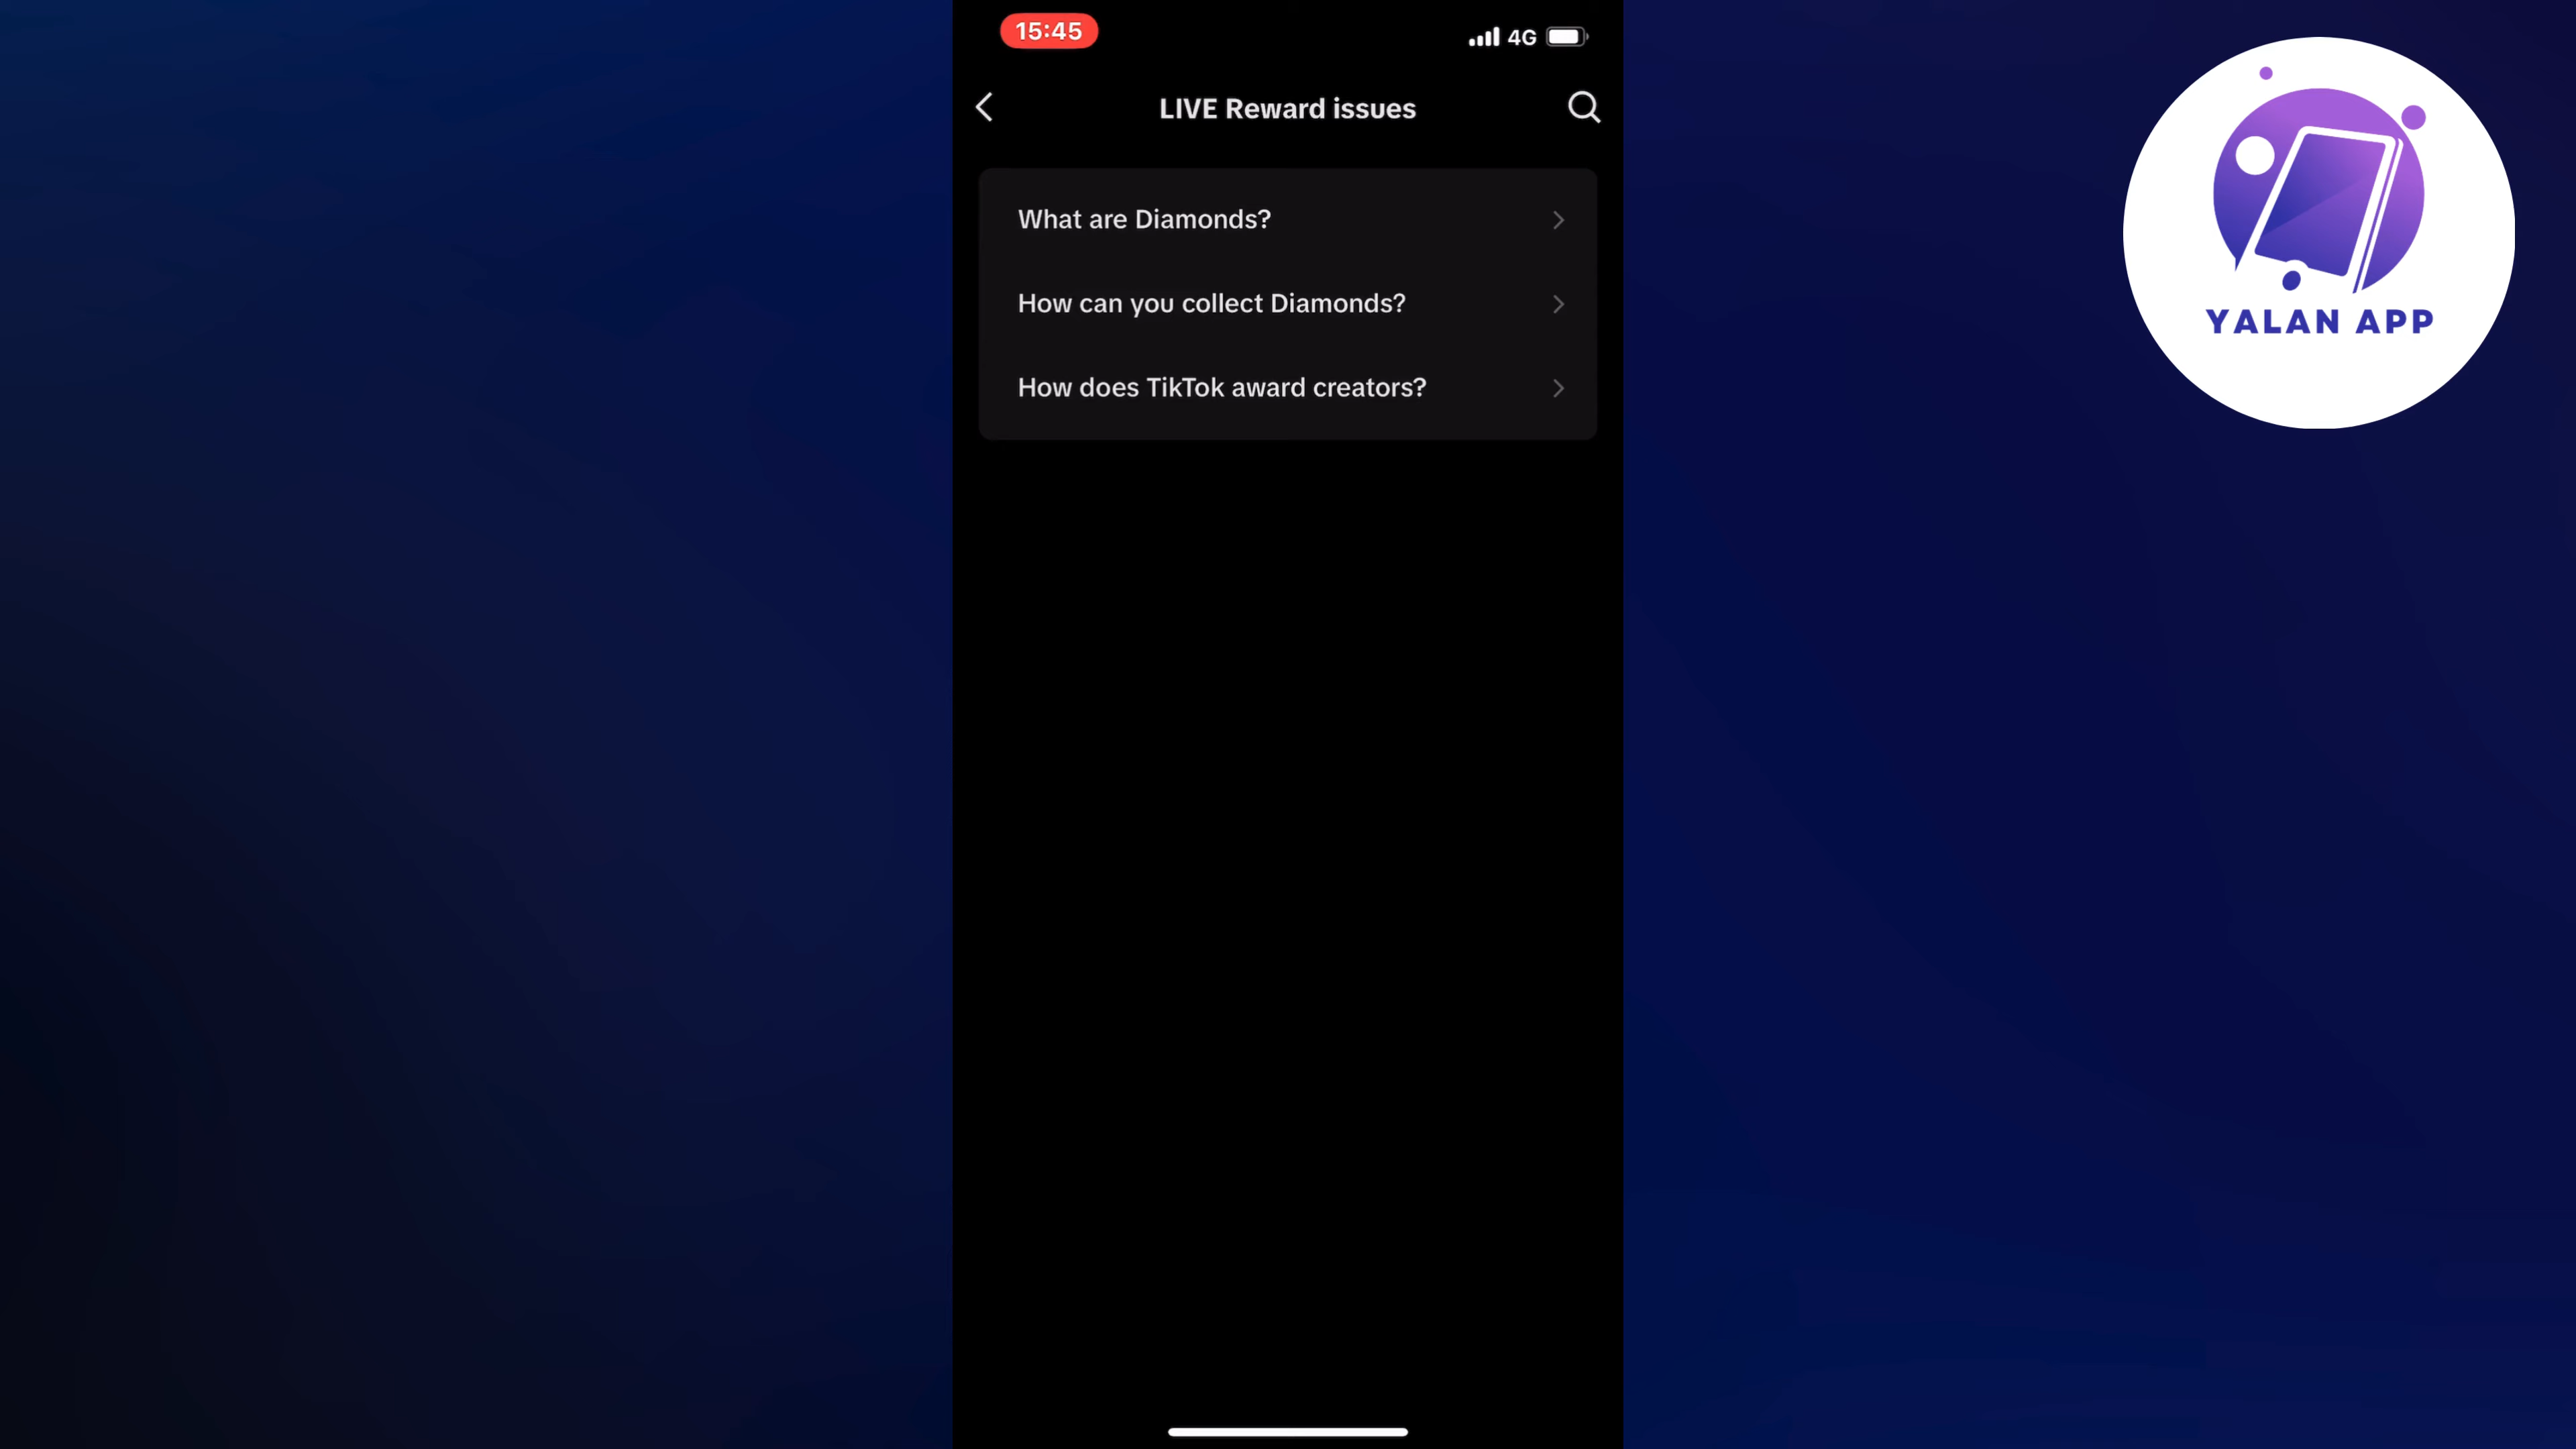 15:45
4G
LIVE Reward issues
What are Diamonds?
How can you collect Diamonds?
How does TikTok award creators?
YALAN APP